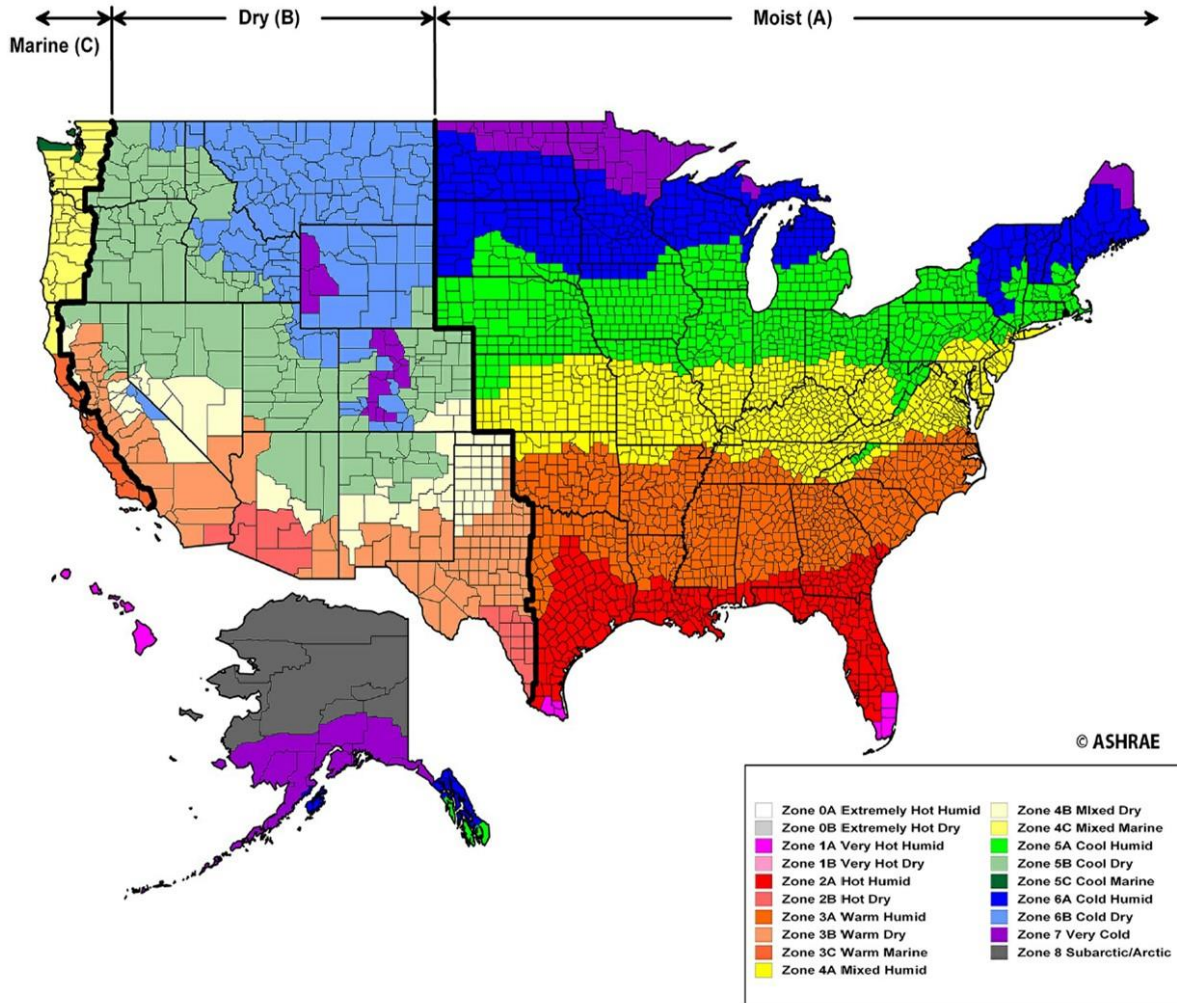 Marine (C)
Dry (B)
Moist (A)
© ASHRAE
Zone 0A Extremely Hot Humid
Zone 0B Extremely Hot Dry
Zone 1A Very Hot Humid
Zone 1B Very Hot Dry
Zone 2A Hot Humid
Zone 2B Hot Dry
Zone 3A Warm Humid
Zone 3B Warm Dry
Zone 3C Warm Marine
Zone 4A Mixed Humid
Zone 4B MIxed Dry
Zone 4C Mixed Marine
Zone 5A Cool Humid
Zone 5B Cool Dry
Zone 5C Cool Marine
Zone 6A Cold Humid
Zone 6B Cold Dry
Zone 7 Very Cold
Zone 8 Subarctic/Arctic